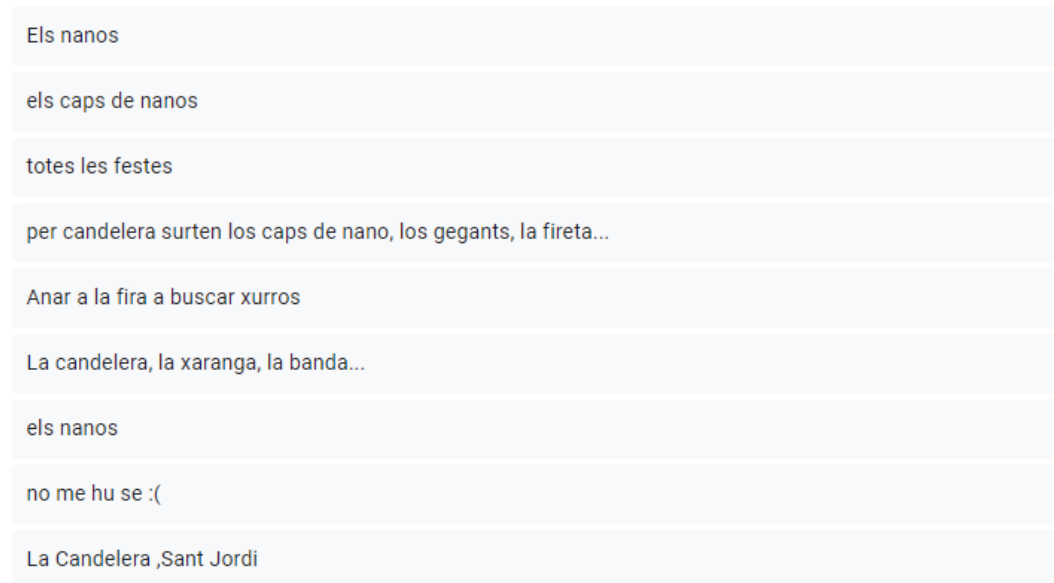 Els nanos
els caps de nanos
totes les festes
per candelera surten los caps de nano, los gegants, la fireta...
Anar a la fira a buscar xurros
La candelera, la xaranga, la banda...
els nanos
no me hu se :(
La Candelera ,Sant Jordi